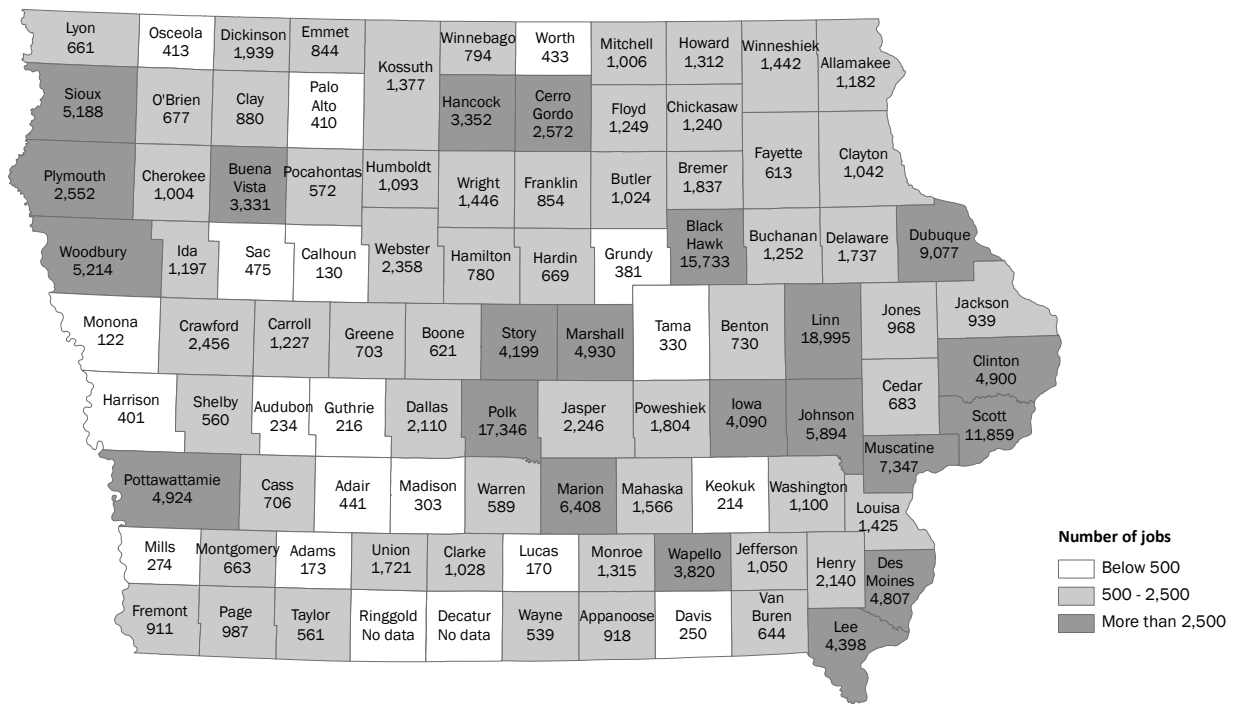 Lyon
661
Osceola
413
Dickinson
1,939
Emmet
844
Kossuth
1,377
Winnebago
794
Worth
433
Mitchell
1,006
Howard
1,312
Winneshiek
1,442
Allamakee
1,182
Sioux
5,188
O'Brien
677
Clay
880
Palo
Alto
410
Hancock
3,352
Cerro
Gordo
2,572
Floyd
1,249
Chickasaw
1,240
Plymouth
2,552
Cherokee
1,004
Buena
Vista
3,331
Pocahontas
572
Humboldt
1,093
Wright
1,446
Franklin
854
Butler
1,024
Bremer
1,837
Fayette
613
Clayton
1,042
Woodbury
5,214
Ida
1,197
Sac
475
Calhoun
130
Webster
2,358
Hamilton
780
Hardin
669
Grundy
381
Black
Hawk
15,733
Buchanan
1,252
Delaware
1,737
Dubuque
9,077
Monona
122
Crawford
2,456
Carroll
1,227
Greene
703
Boone
621
Story
4,199
Marshall
4,930
Tama
330
Benton
730
Linn
18,995
Jones
968
Jackson
939
Clinton
4,900
Harrison
401
Shelby
560
Audubon
234
Guthrie
216
Dallas
2,110
Polk
17,346
Jasper
2,246
Poweshiek
1,804
Iowa
4,090
Johnson
5,894
Cedar
683
Scott
11,859
Muscatine
7,347
Pottawattamie
4,924
Cass
706
Adair
441
Madison
303
Warren
589
Marion
6,408
Mahaska
1,566
Keokuk
214
Washington
1,100
Louisa
1,425
Mills
274
Montgomery
663
Adams
173
Union
1,721
Clarke
1,028
Lucas
170
Monroe
1,315
Wapello
3,820
Jefferson
1,050
Henry
2,140
Des
Moines
4,807
Fremont
911
Page
987
Taylor
561
Ringgold
No data
Decatur
No data
Wayne
539
Appanoose
918
Davis
250
Van
Buren
644
Lee
4,398
Number of jobs
Below 500
500 - 2,500
More than 2,500